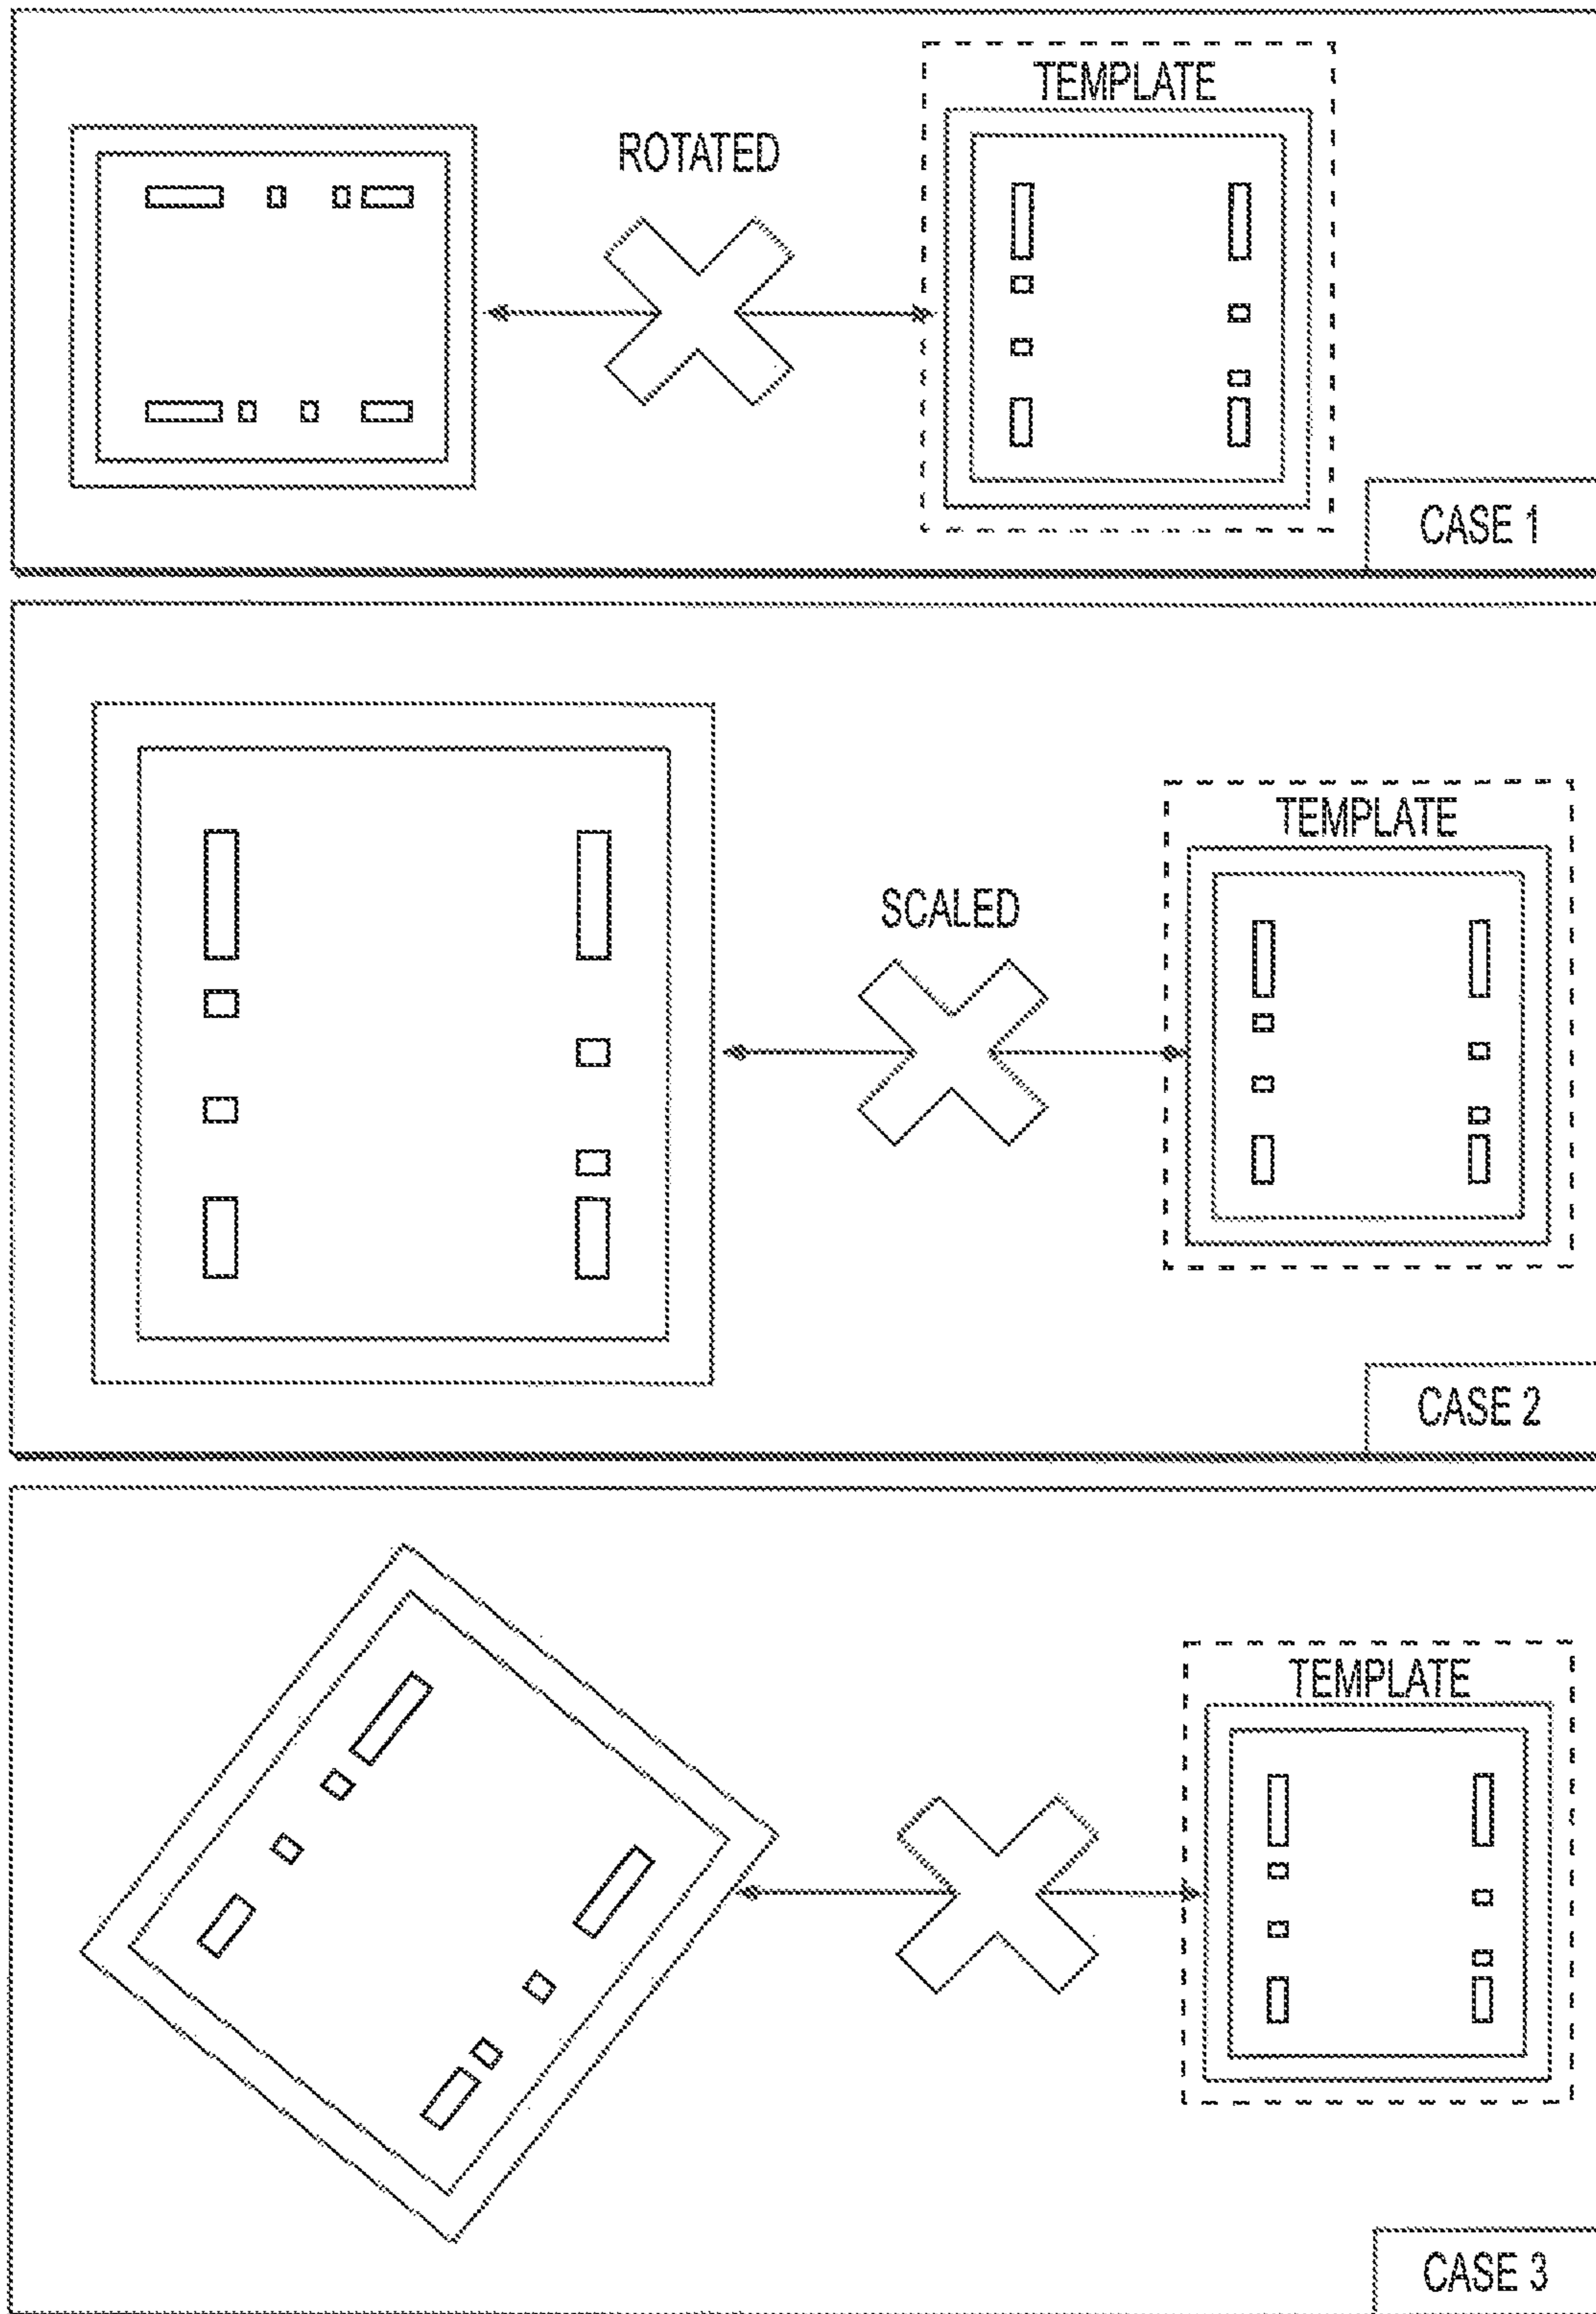 TEMPLATE
ROTATED
CASE 1
TEMPLATE
SCALED
CASE 2
TEMPLATE
CASE 3